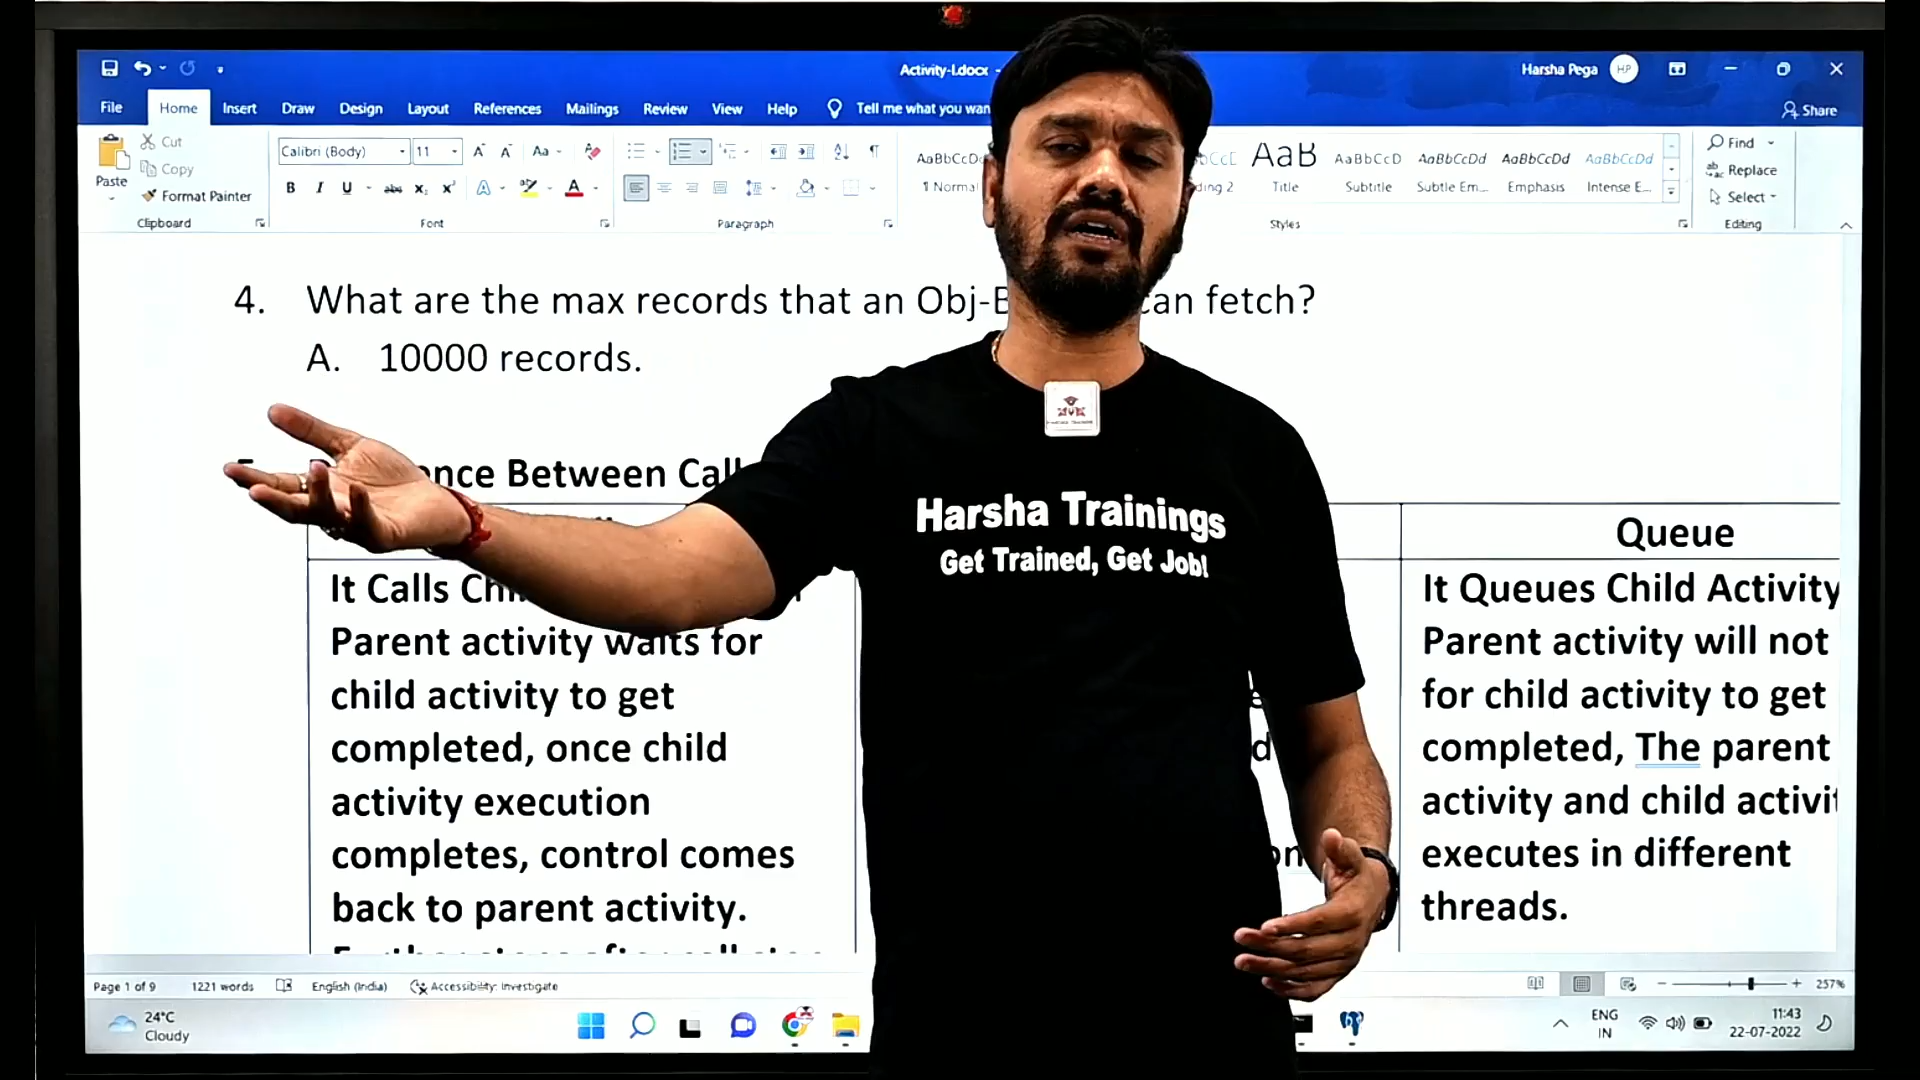 Activity-I.docx -
Harsha Pega
HP
File Home Insert Draw Design Layout References Mailings Review View Help Tell me what you wan
Share
Paste
Cut
Copy
Format Painter
Clipboard
Calibri (Body) 11
Font
Paragraph
AaBbCcDc
1 Normal
ding 2
AaB
Title
AaBbCcD
Subtitle
AaBbCcDd
Subtle Em...
AaBbCcDd
Emphasis
AaBbCcDd
Intense E...
Styles
Find
Replace
Select
Editing
4. What are the max records that an Obj-B can fetch?
A. 10000 records.
nce Between Call
Queue
It Calls Chi
Parent activity waits for
child activity to get
completed, once child
activity execution
completes, control comes
back to parent activity.
It Queues Child Activity
Parent activity will not
for child activity to get
completed, The parent
activity and child activit
executes in different
threads.
Harsha Trainings
Get Trained, Get Job!
Page 1 of 9 1221 words English (India) Accessibility: Investigate
257%
24°C
Cloudy
ENG
IN
11:43
22-07-2022